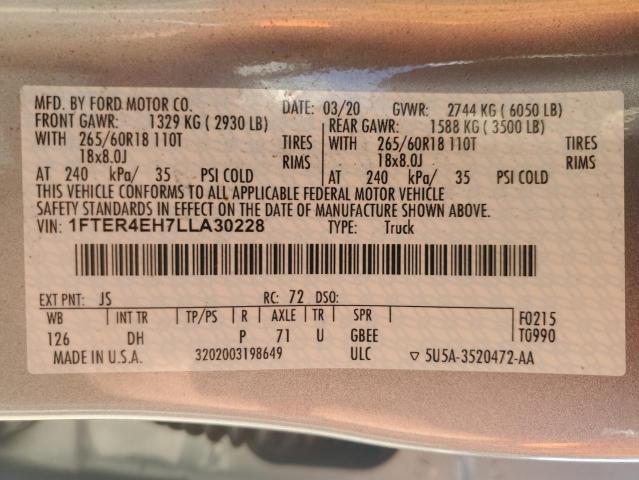 MFD. BY FORD MOTOR CO. DATE: 03/20 GVWR: 2744 KG ( 6050 LB)
FRONT GAWR: 1329 KG ( 2930 LB) REAR GAWR: 1588 KG ( 3500 LB)
WITH 265/60R18 110T TIRES WITH 265/60R18 110T TIRES
18x8.0J RIMS 18x8.0J RIMS
AT 240 kPa/ 35 PSI COLD AT 240 kPa/ 35 PSI COLD
THIS VEHICLE CONFORMS TO ALL APPLICABLE FEDERAL MOTOR VEHICLE
SAFETY STANDARDS IN EFFECT ON THE DATE OF MANUFACTURE SHOWN ABOVE.
VIN: 1FTER4EH7LLA30228 TYPE: Truck
EXT PNT: JS RC: 72 DSO:
WB INT TR TP/PS R AXLE TR SPR F0215
126 DH P 71 U GBEE T0990
MADE IN U.S.A. 3202003198649 ULC ▽ 5U5A-3520472-AA